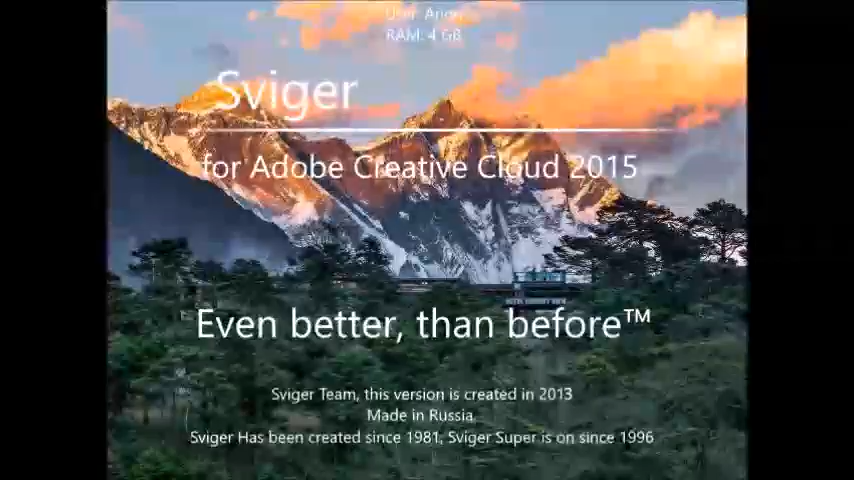 User: Anon
RAM: 4 GB
Sviger
for Adobe Creative Cloud 2015
Even better, than before™
Sviger Team, this version is created in 2013
Made in Russia
Sviger Has been created since 1981, Sviger Super is on since 1996